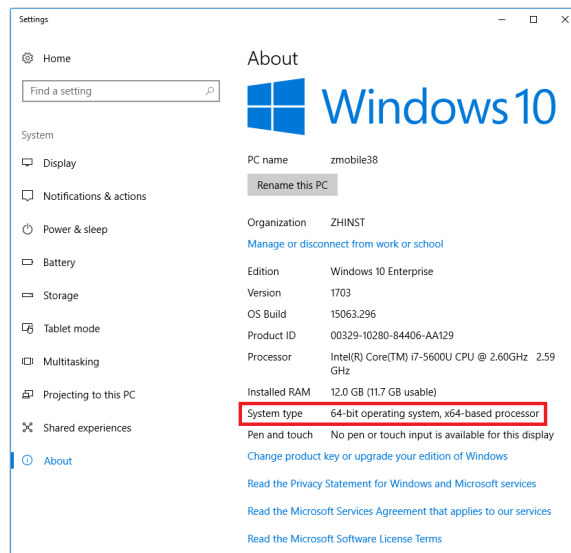 Settings
Home
Find a setting
System
Display
Notifications & actions
Power & sleep
Battery
Storage
Tablet mode
Multitasking
Projecting to this PC
Shared experiences
About
About
Windows 10
PC name zmobile38
Rename this PC
Organization ZHINST
Manage or disconnect from work or school
Edition Windows 10 Enterprise
Version 1703
OS Build 15063.296
Product ID 00329-10280-84406-AA129
Processor Intel(R) Core(TM) i7-5600U CPU @ 2.60GHz 2.59
GHz
Installed RAM 12.0 GB (11.7 GB usable)
System type 64-bit operating system, x64-based processor
Pen and touch No pen or touch input is available for this display
Change product key or upgrade your edition of Windows
Read the Privacy Statement for Windows and Microsoft services
Read the Microsoft Services Agreement that applies to our services
Read the Microsoft Software License Terms